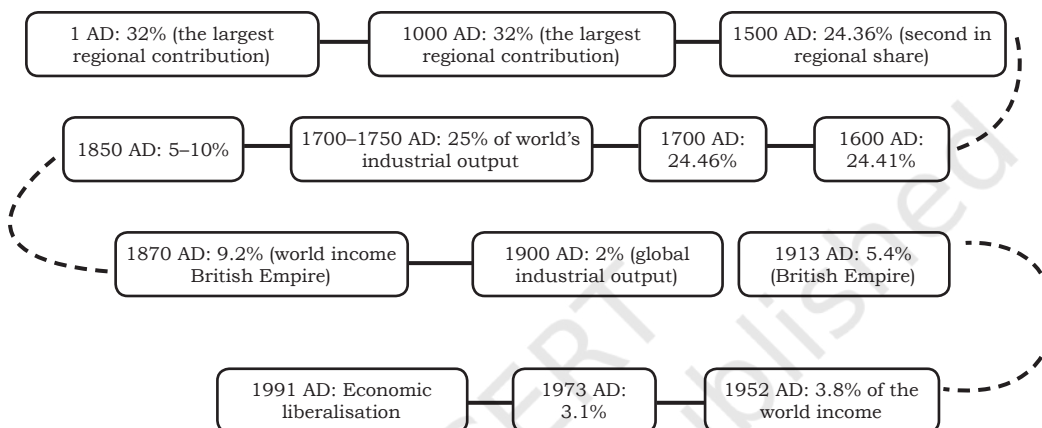 1 AD: 32% (the largest
regional contribution)
1000 AD: 32% (the largest
regional contribution)
1500 AD: 24.36% (second in
regional share)
1600 AD:
24.41%
1700 AD:
24.46%
1700–1750 AD: 25% of world's
industrial output
1850 AD: 5–10%
1870 AD: 9.2% (world income
British Empire)
1900 AD: 2% (global
industrial output)
1913 AD: 5.4%
(British Empire)
1952 AD: 3.8% of the
world income
1973 AD:
3.1%
1991 AD: Economic
liberalisation